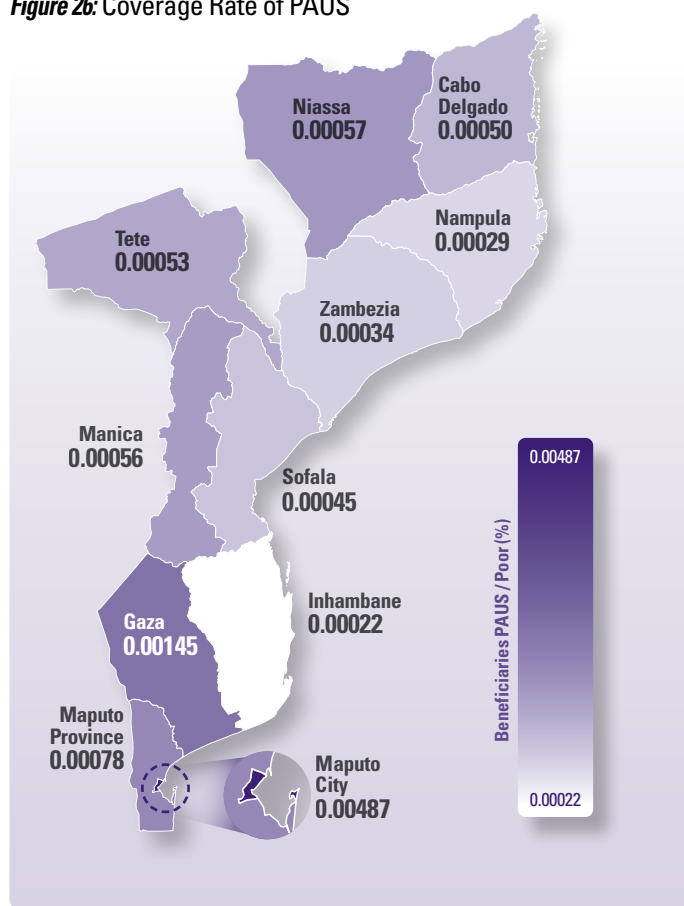 Figure 26: Coverage Rate of PAUS
Niassa
0.00057
Cabo
Delgado
0.00050
Nampula
0.00029
Tete
0.00053
Zambezia
0.00034
Manica
0.00056
Sofala
0.00045
Inhambane
0.00022
Gaza
0.00145
Maputo
Province
0.00078
Maputo
City
0.00487
0.00487
Beneficiaries PAUS / Poor (%)
0.00022